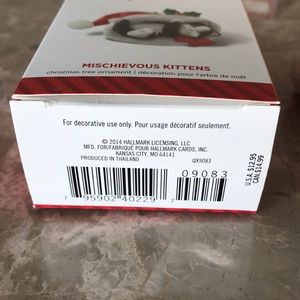 MISCHIEVOUS KITTENS
christmas tree ornament | décoration pour l'arbre de noël
For decorative use only. Pour usage décoratif seulement.
© 2014 HALLMARK LICENSING, LLC
MFD. FOR/FABRIQUÉ POUR HALLMARK CARDS, INC.
KANSAS CITY, MO 64141
PRODUCED IN THAILAND QX9083
09083
7 95902 40229
U.S.A. $12.95
CAN. $14.99